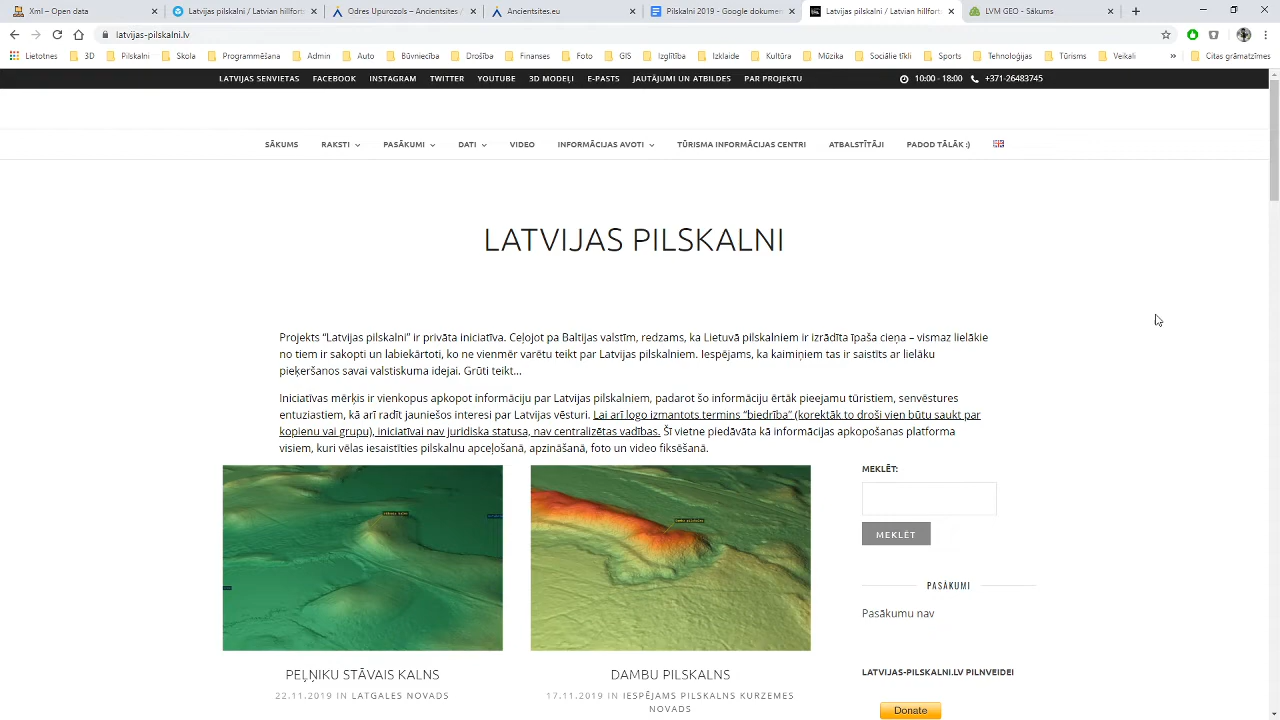 Xml – Open data
Latvijas pilskalni / Latvian hillfort
Odres Upurozols – Ancientsites /
Ancientsites.eu
Pilskalni 2019 - Google dokumen
Latvijas pilskalni / Latvian hillfort
LVM GEO - Sākums
latvijas-pilskalni.lv
Lietotnes
3D
Pilskalni
Skola
Programmēšana
Admin
Auto
Būvniecība
Drošība
Finanses
Foto
GIS
Izglītība
Izklaide
Kultūra
Mūzika
Sociālie tīkli
Sports
Tehnoloģijas
Tūrisms
Veikali
»
Citas grāmatzīmes
LATVIJAS SENVIETAS FACEBOOK INSTAGRAM TWITTER YOUTUBE 3D MODEĻI E-PASTS JAUTĀJUMI UN ATBILDES PAR PROJEKTU 10:00 - 18:00 +371-26483745
SĀKUMS RAKSTI PASĀKUMI DATI VIDEO INFORMĀCIJAS AVOTI TŪRISMA INFORMĀCIJAS CENTRI ATBALSTĪTĀJI PADOD TĀLĀK :)
LATVIJAS PILSKALNI
Projekts “Latvijas pilskalni” ir privāta iniciatīva. Ceļojot pa Baltijas valstīm, redzams, ka Lietuvā pilskalniem ir izrādīta īpaša cieņa – vismaz lielākie
no tiem ir sakopti un labiekārtoti, ko ne vienmēr varētu teikt par Latvijas pilskalniem. Iespējams, ka kaimiņiem tas ir saistīts ar lielāku
pieķeršanos savai valstiskuma idejai. Grūti teikt…
Iniciatīvas mērķis ir vienkopus apkopot informāciju par Latvijas pilskalniem, padarot šo informāciju ērtāk pieejamu tūristiem, senvēstures
entuziastiem, kā arī radīt jauniešos interesi par Latvijas vēsturi. Lai arī logo izmantots termins “biedrība” (korektāk to droši vien būtu saukt par
kopienu vai grupu), iniciatīvai nav juridiska statusa, nav centralizētas vadības. Šī vietne piedāvāta kā informācijas apkopošanas platforma
visiem, kuri vēlas iesaistīties pilskalnu apceļošanā, apzināšanā, foto un video fiksēšanā.
MEKLĒT:
MEKLĒT
PASĀKUMI
Pasākumu nav
LATVIJAS-PILSKALNI.LV PILNVEIDEI
Donate
PEĻŅIKU STĀVAIS KALNS
22.11.2019 IN LATGALES NOVADS
DAMBU PILSKALNS
17.11.2019 IN IESPĒJAMS PILSKALNS KURZEMES
NOVADS